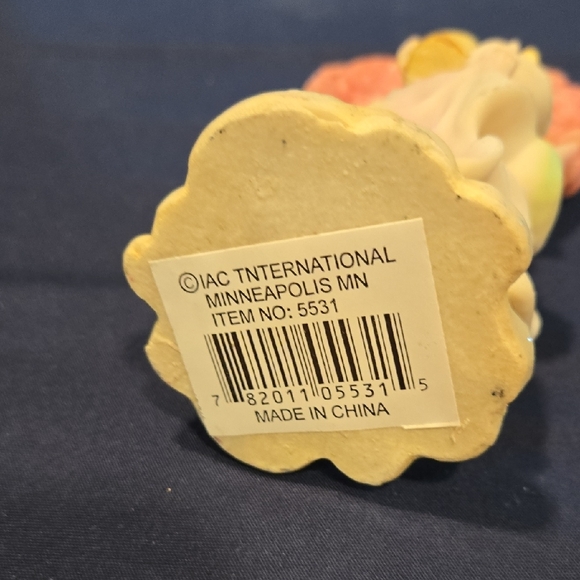 ©IAC TNTERNATIONAL
MINNEAPOLIS MN
ITEM NO: 5531
7 82011 05531 5
MADE IN CHINA